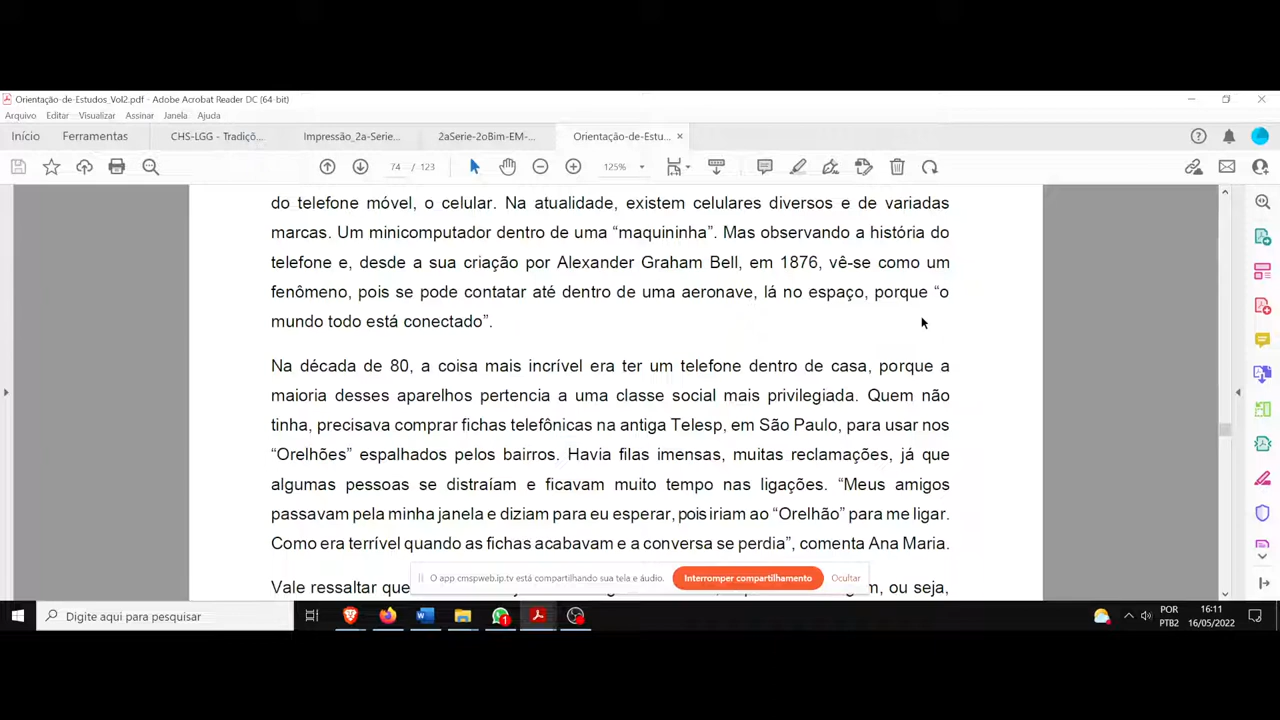 Orientação-de-Estudos_Vol2.pdf - Adobe Acrobat Reader DC (64-bit)
Arquivo Editar Visualizar Assinar Janela Ajuda
Início Ferramentas CHS-LGG - Tradiçõ... Impressão_2a-Serie... 2aSerie-2oBim-EM-... Orientação-de-Estu... ×
74 / 123 125%
do telefone móvel, o celular. Na atualidade, existem celulares diversos e de variadas
marcas. Um minicomputador dentro de uma “maquininha”. Mas observando a história do
telefone e, desde a sua criação por Alexander Graham Bell, em 1876, vê-se como um
fenômeno, pois se pode contatar até dentro de uma aeronave, lá no espaço, porque “o
mundo todo está conectado”.
Na década de 80, a coisa mais incrível era ter um telefone dentro de casa, porque a
maioria desses aparelhos pertencia a uma classe social mais privilegiada. Quem não
tinha, precisava comprar fichas telefônicas na antiga Telesp, em São Paulo, para usar nos
“Orelhões” espalhados pelos bairros. Havia filas imensas, muitas reclamações, já que
algumas pessoas se distraíam e ficavam muito tempo nas ligações. “Meus amigos
passavam pela minha janela e diziam para eu esperar, pois iriam ao “Orelhão” para me ligar.
Como era terrível quando as fichas acabavam e a conversa se perdia”, comenta Ana Maria.
O app cmspweb.ip.tv está compartilhando sua tela e áudio. Interromper compartilhamento Ocultar
Vale ressaltar que ou seja,
Digite aqui para pesquisar
1
POR
PTB2
16:11
16/05/2022